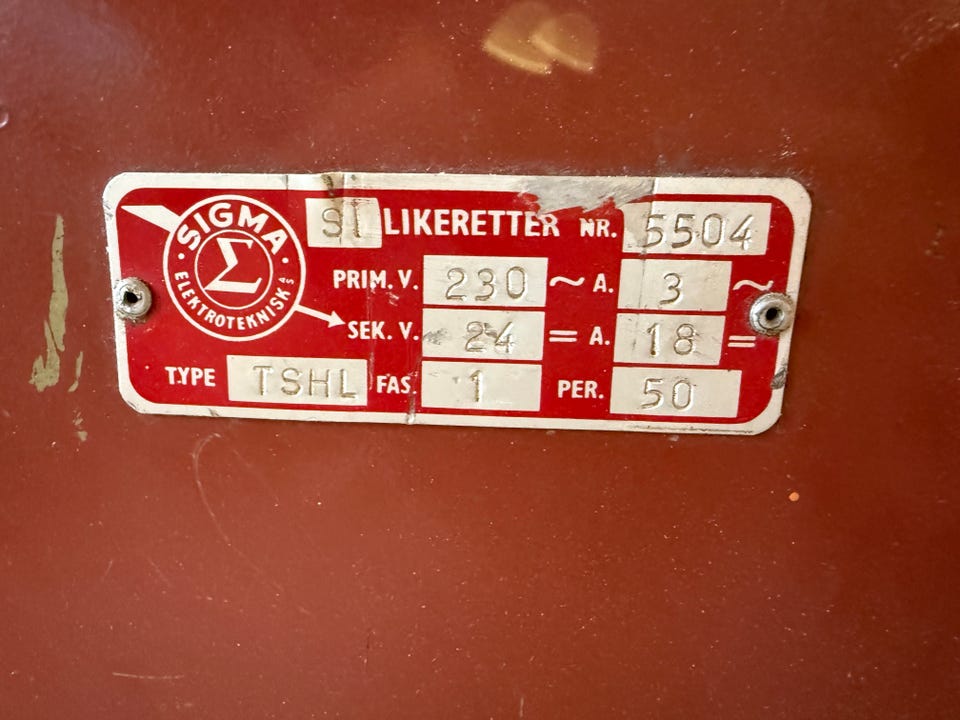 SIGMA
Σ
ELEKTROTEKNISK A/S
SI LIKERETTER NR. 5504
PRIM. V. 230 ~ A. 3 ~
SEK. V. 24 = A. 18 =
TYPE TSHL FAS. 1 PER. 50